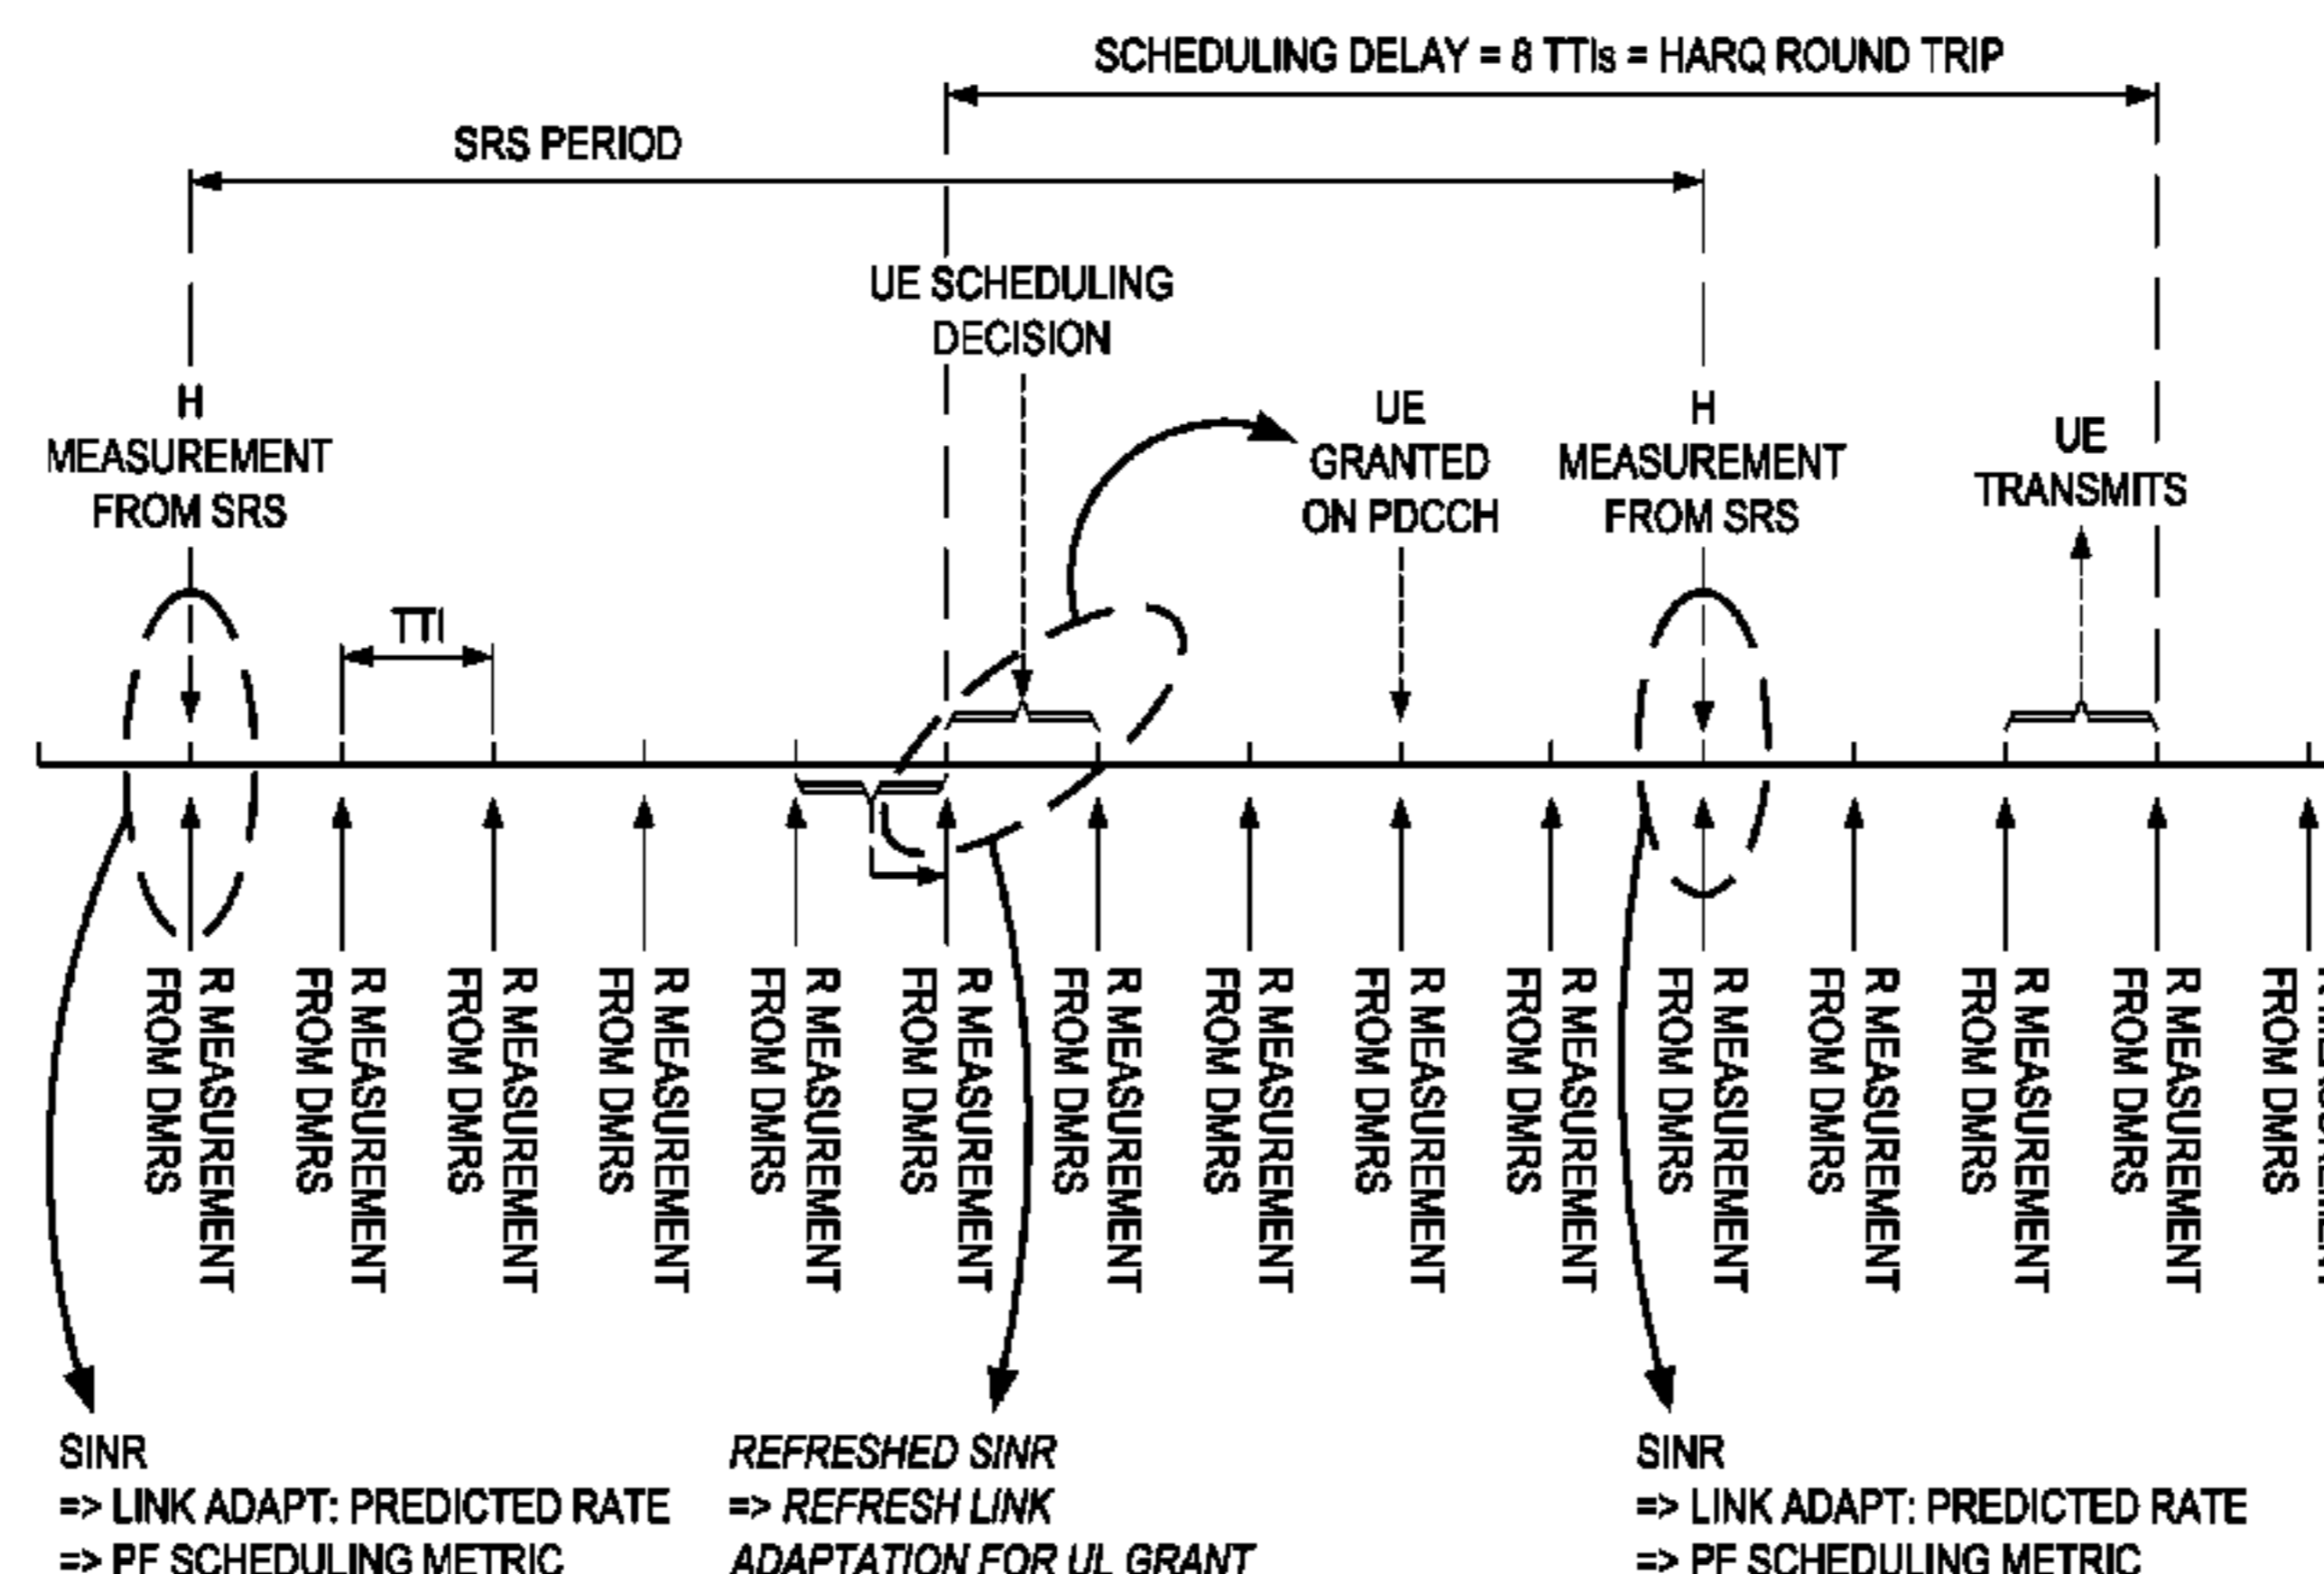 SCHEDULING DELAY = 8 TTIs = HARQ ROUND TRIP
SRS PERIOD
UE SCHEDULING
DECISION
H
MEASUREMENT
FROM SRS
TTI
UE
GRANTED
ON PDCCH
H
MEASUREMENT
FROM SRS
UE
TRANSMITS
R MEASUREMENT
FROM DMRS
R MEASUREMENT
FROM DMRS
R MEASUREMENT
FROM DMRS
R MEASUREMENT
FROM DMRS
R MEASUREMENT
FROM DMRS
R MEASUREMENT
FROM DMRS
R MEASUREMENT
FROM DMRS
R MEASUREMENT
FROM DMRS
R MEASUREMENT
FROM DMRS
R MEASUREMENT
FROM DMRS
R MEASUREMENT
FROM DMRS
R MEASUREMENT
FROM DMRS
R MEASUREMENT
FROM DMRS
R MEASUREMENT
FROM DMRS
FROM DMRS
SINR
=> LINK ADAPT: PREDICTED RATE
=> PF SCHEDULING METRIC
REFRESHED SINR
=> REFRESH LINK
ADAPTATION FOR UL GRANT
SINR
=> LINK ADAPT: PREDICTED RATE
=> PF SCHEDULING METRIC